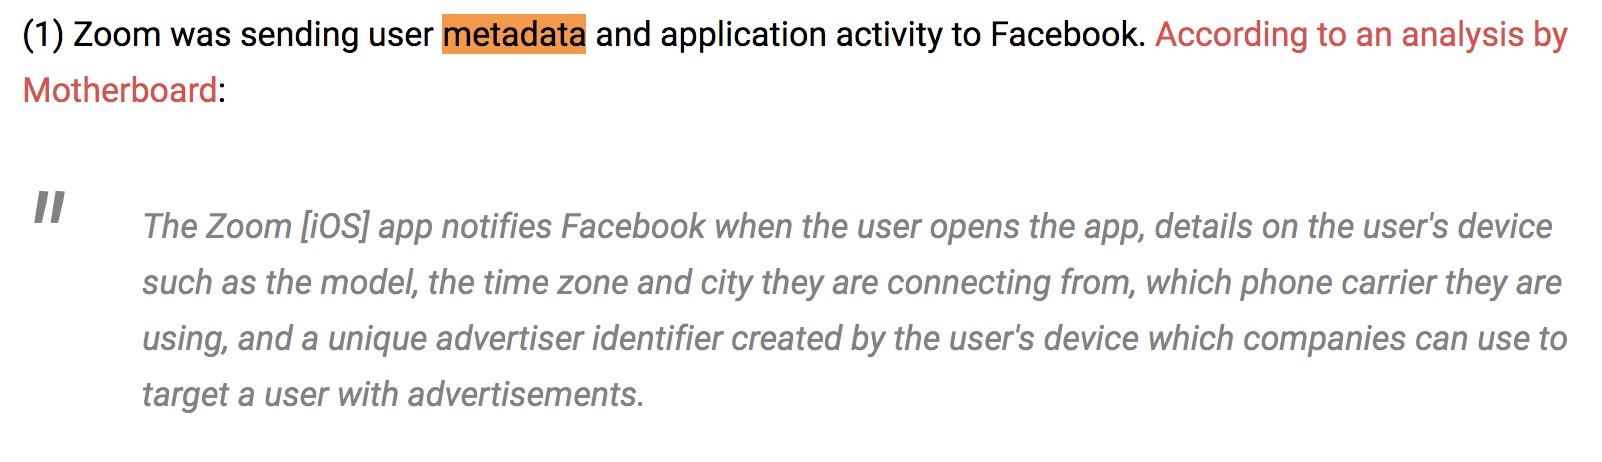 (1) Zoom was sending user metadata and application activity to Facebook. According to an analysis by
Motherboard:
"
The Zoom [iOS] app notifies Facebook when the user opens the app, details on the user's device
such as the model, the time zone and city they are connecting from, which phone carrier they are
using, and a unique advertiser identifier created by the user's device which companies can use to
target a user with advertisements.